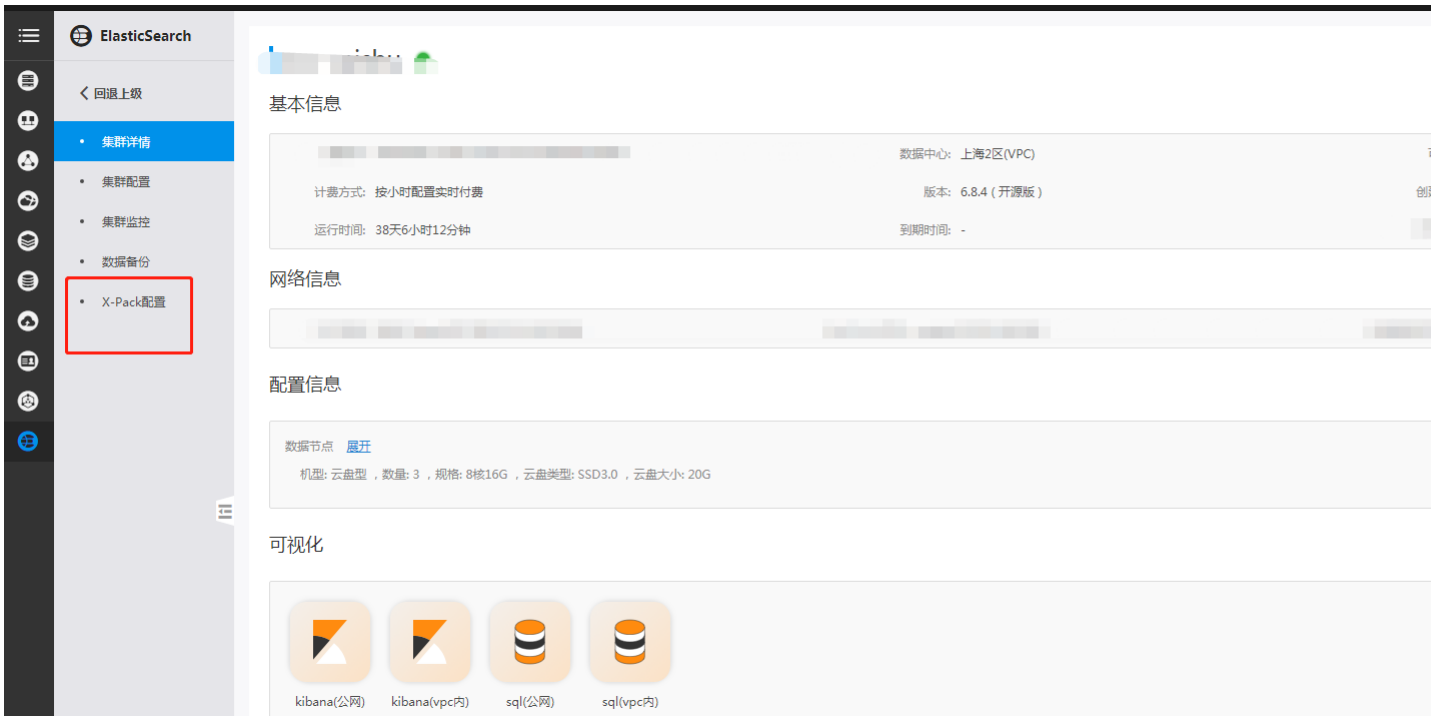 ElasticSearch
回退上级
集群详情
集群配置
集群监控
数据备份
X-Pack配置
基本信息
数据中心: 上海2区(VPC)
计费方式: 按小时配置实时付费
版本: 6.8.4 ( 开源版 )
运行时间: 38天6小时12分钟
到期时间: -
网络信息
配置信息
数据节点 展开
机型: 云盘型 , 数量: 3 , 规格: 8核16G , 云盘类型: SSD3.0 , 云盘大小: 20G
可视化
kibana(公网) kibana(vpc内) sql(公网) sql(vpc内)